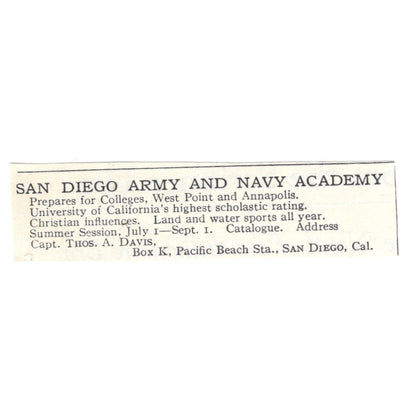 SAN DIEGO ARMY AND NAVY ACADEMY
Prepares for Colleges, West Point and Annapolis.
University of California's highest scholastic rating.
Christian influences. Land and water sports all year.
Summer Session, July 1—Sept. 1. Catalogue. Address
Capt. THOS. A. DAVIS,
Box K, Pacific Beach Sta., SAN DIEGO, Cal.